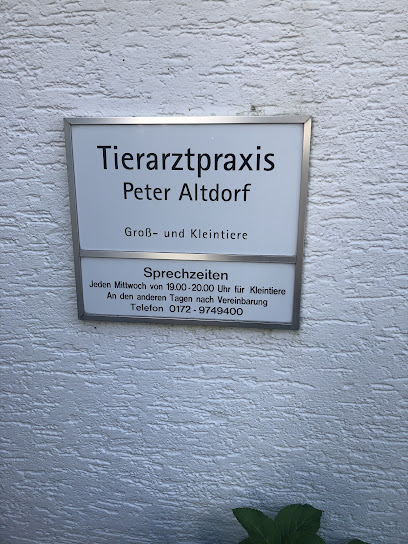 Tierarztpraxis
Peter Altdorf
Groß- und Kleintiere
Sprechzeiten
Jeden Mittwoch von 19.00-20.00 Uhr für Kleintiere
An den anderen Tagen nach Vereinbarung
Telefon 0172 - 9749400